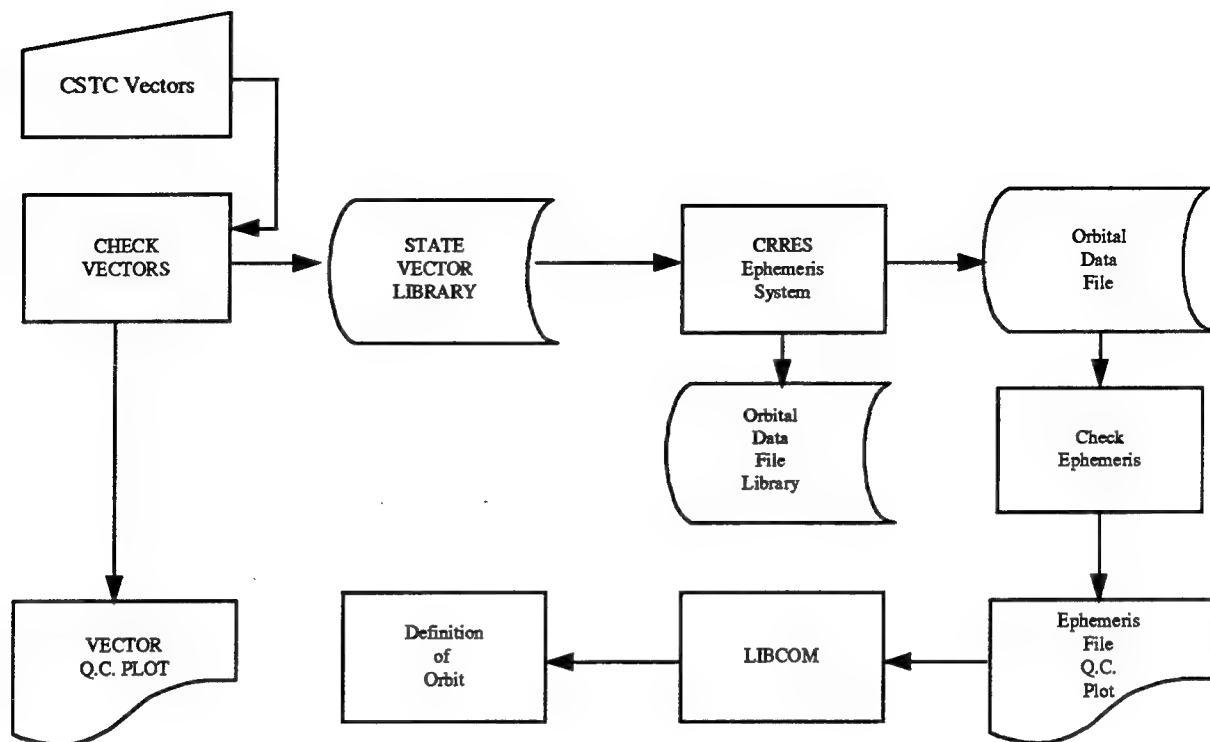 CSTC Vectors
CHECK
VECTORS
STATE
VECTOR
LIBRARY
CRRES
Ephemeris
System
Orbital
Data
File
Orbital
Data
File
Library
Check
Ephemeris
VECTOR
Q.C. PLOT
Definition
of
Orbit
LIBCOM
Ephemeris
File
Q.C.
Plot